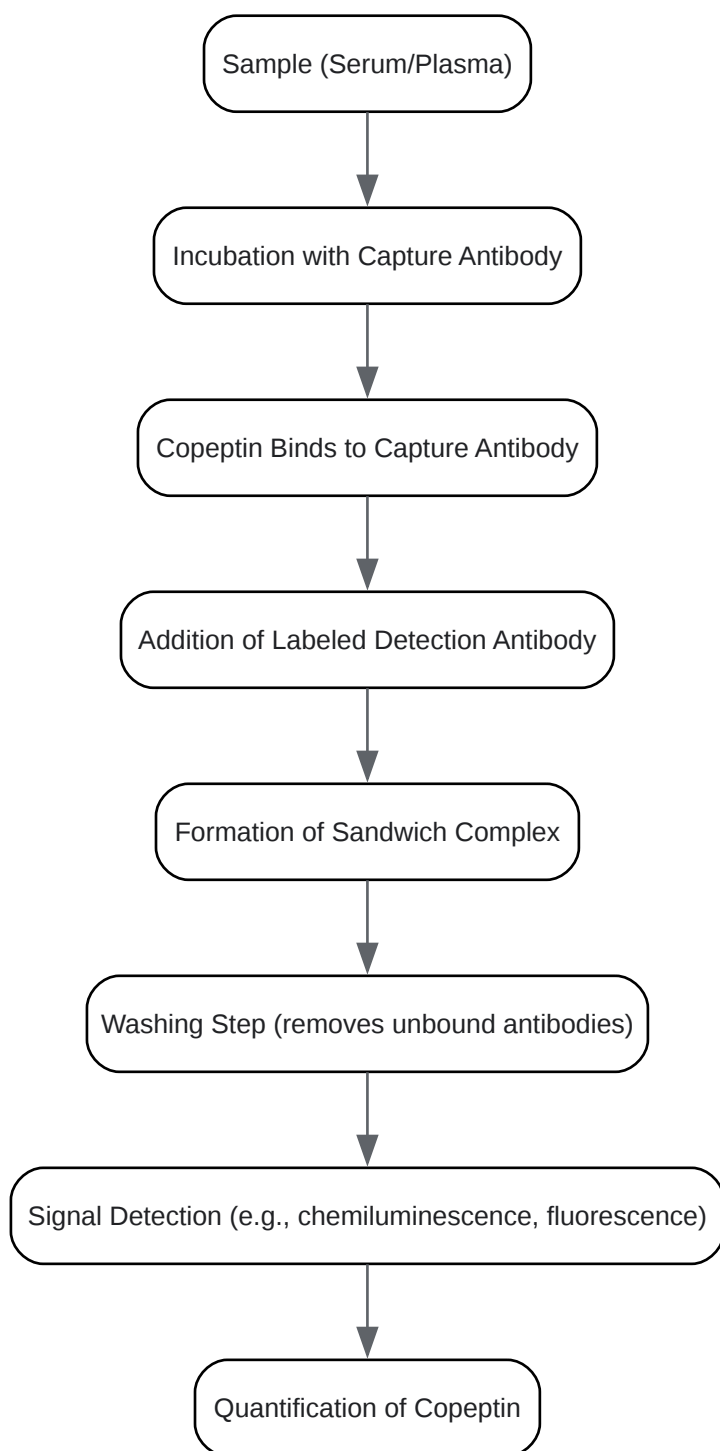 Sample (Serum/Plasma)
Incubation with Capture Antibody
Copeptin Binds to Capture Antibody
Addition of Labeled Detection Antibody
Formation of Sandwich Complex
Washing Step (removes unbound antibodies)
Signal Detection (e.g., chemiluminescence, fluorescence)
Quantification of Copeptin